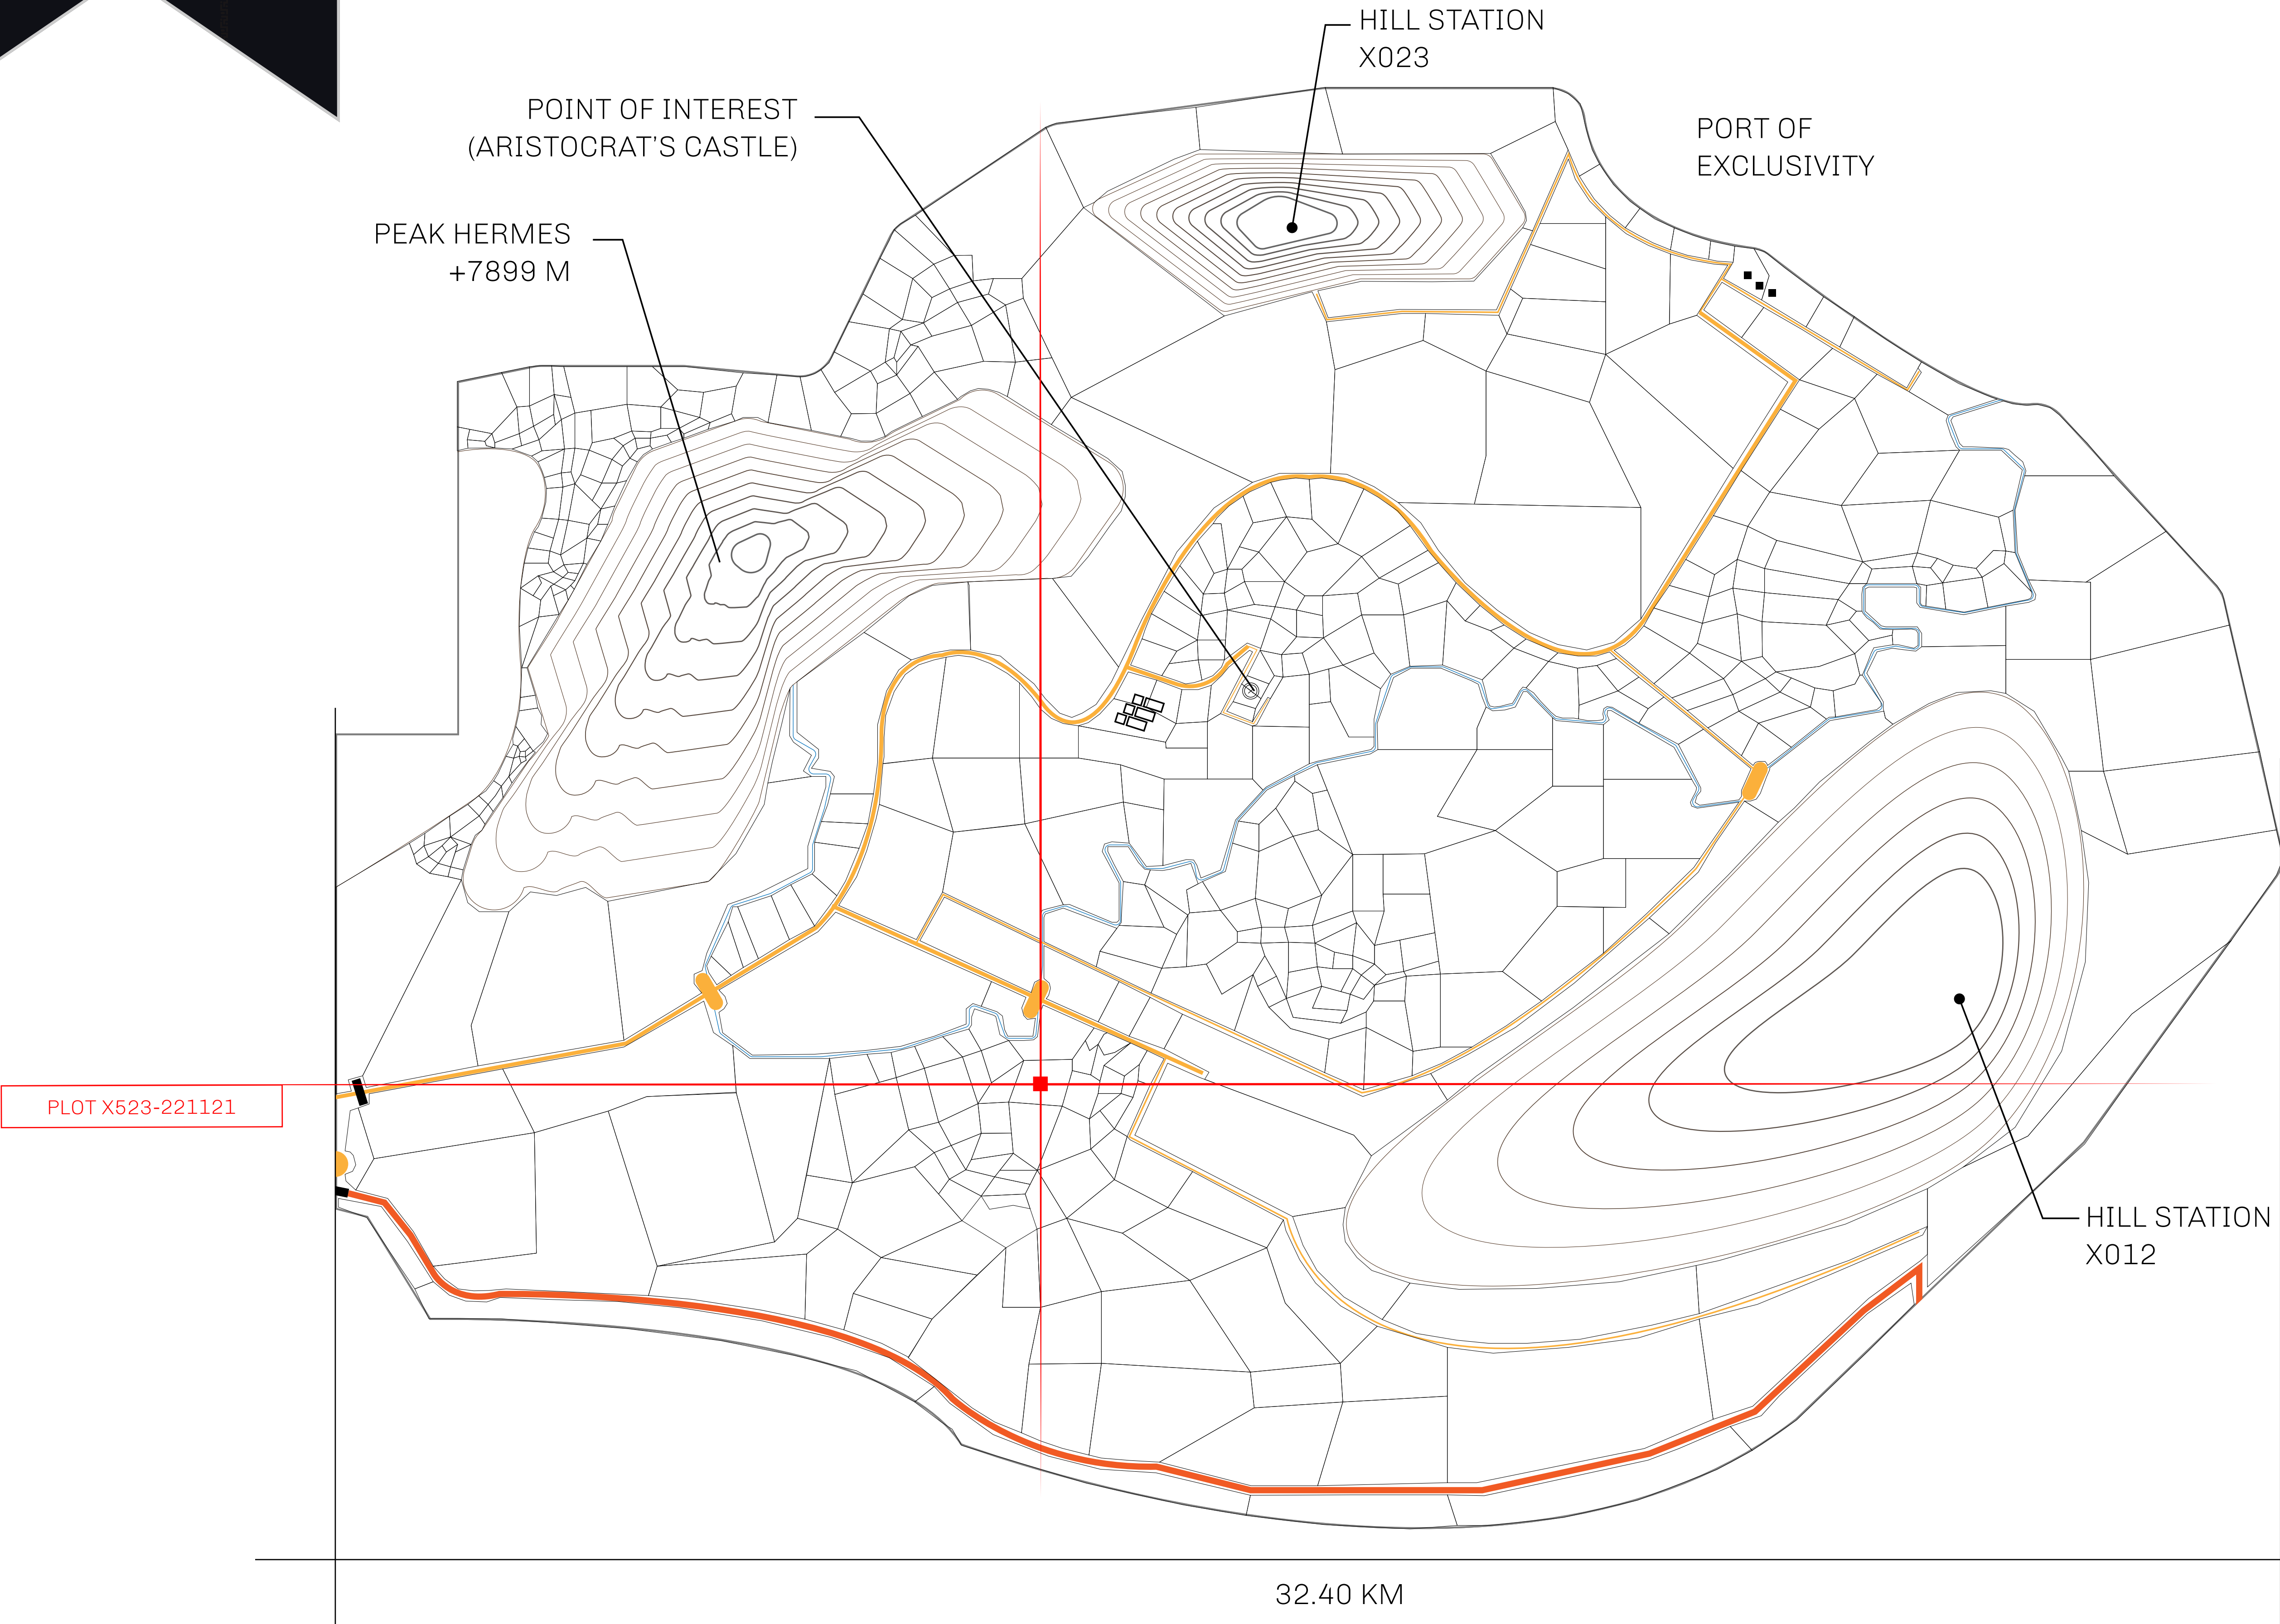 HILL STATION
X023
POINT OF INTEREST
(ARISTOCRAT'S CASTLE)
PORT OF
EXCLUSIVITY
PEAK HERMES
+7899 M
PLOT X523-221121
HILL STATION
X012
32.40 KM